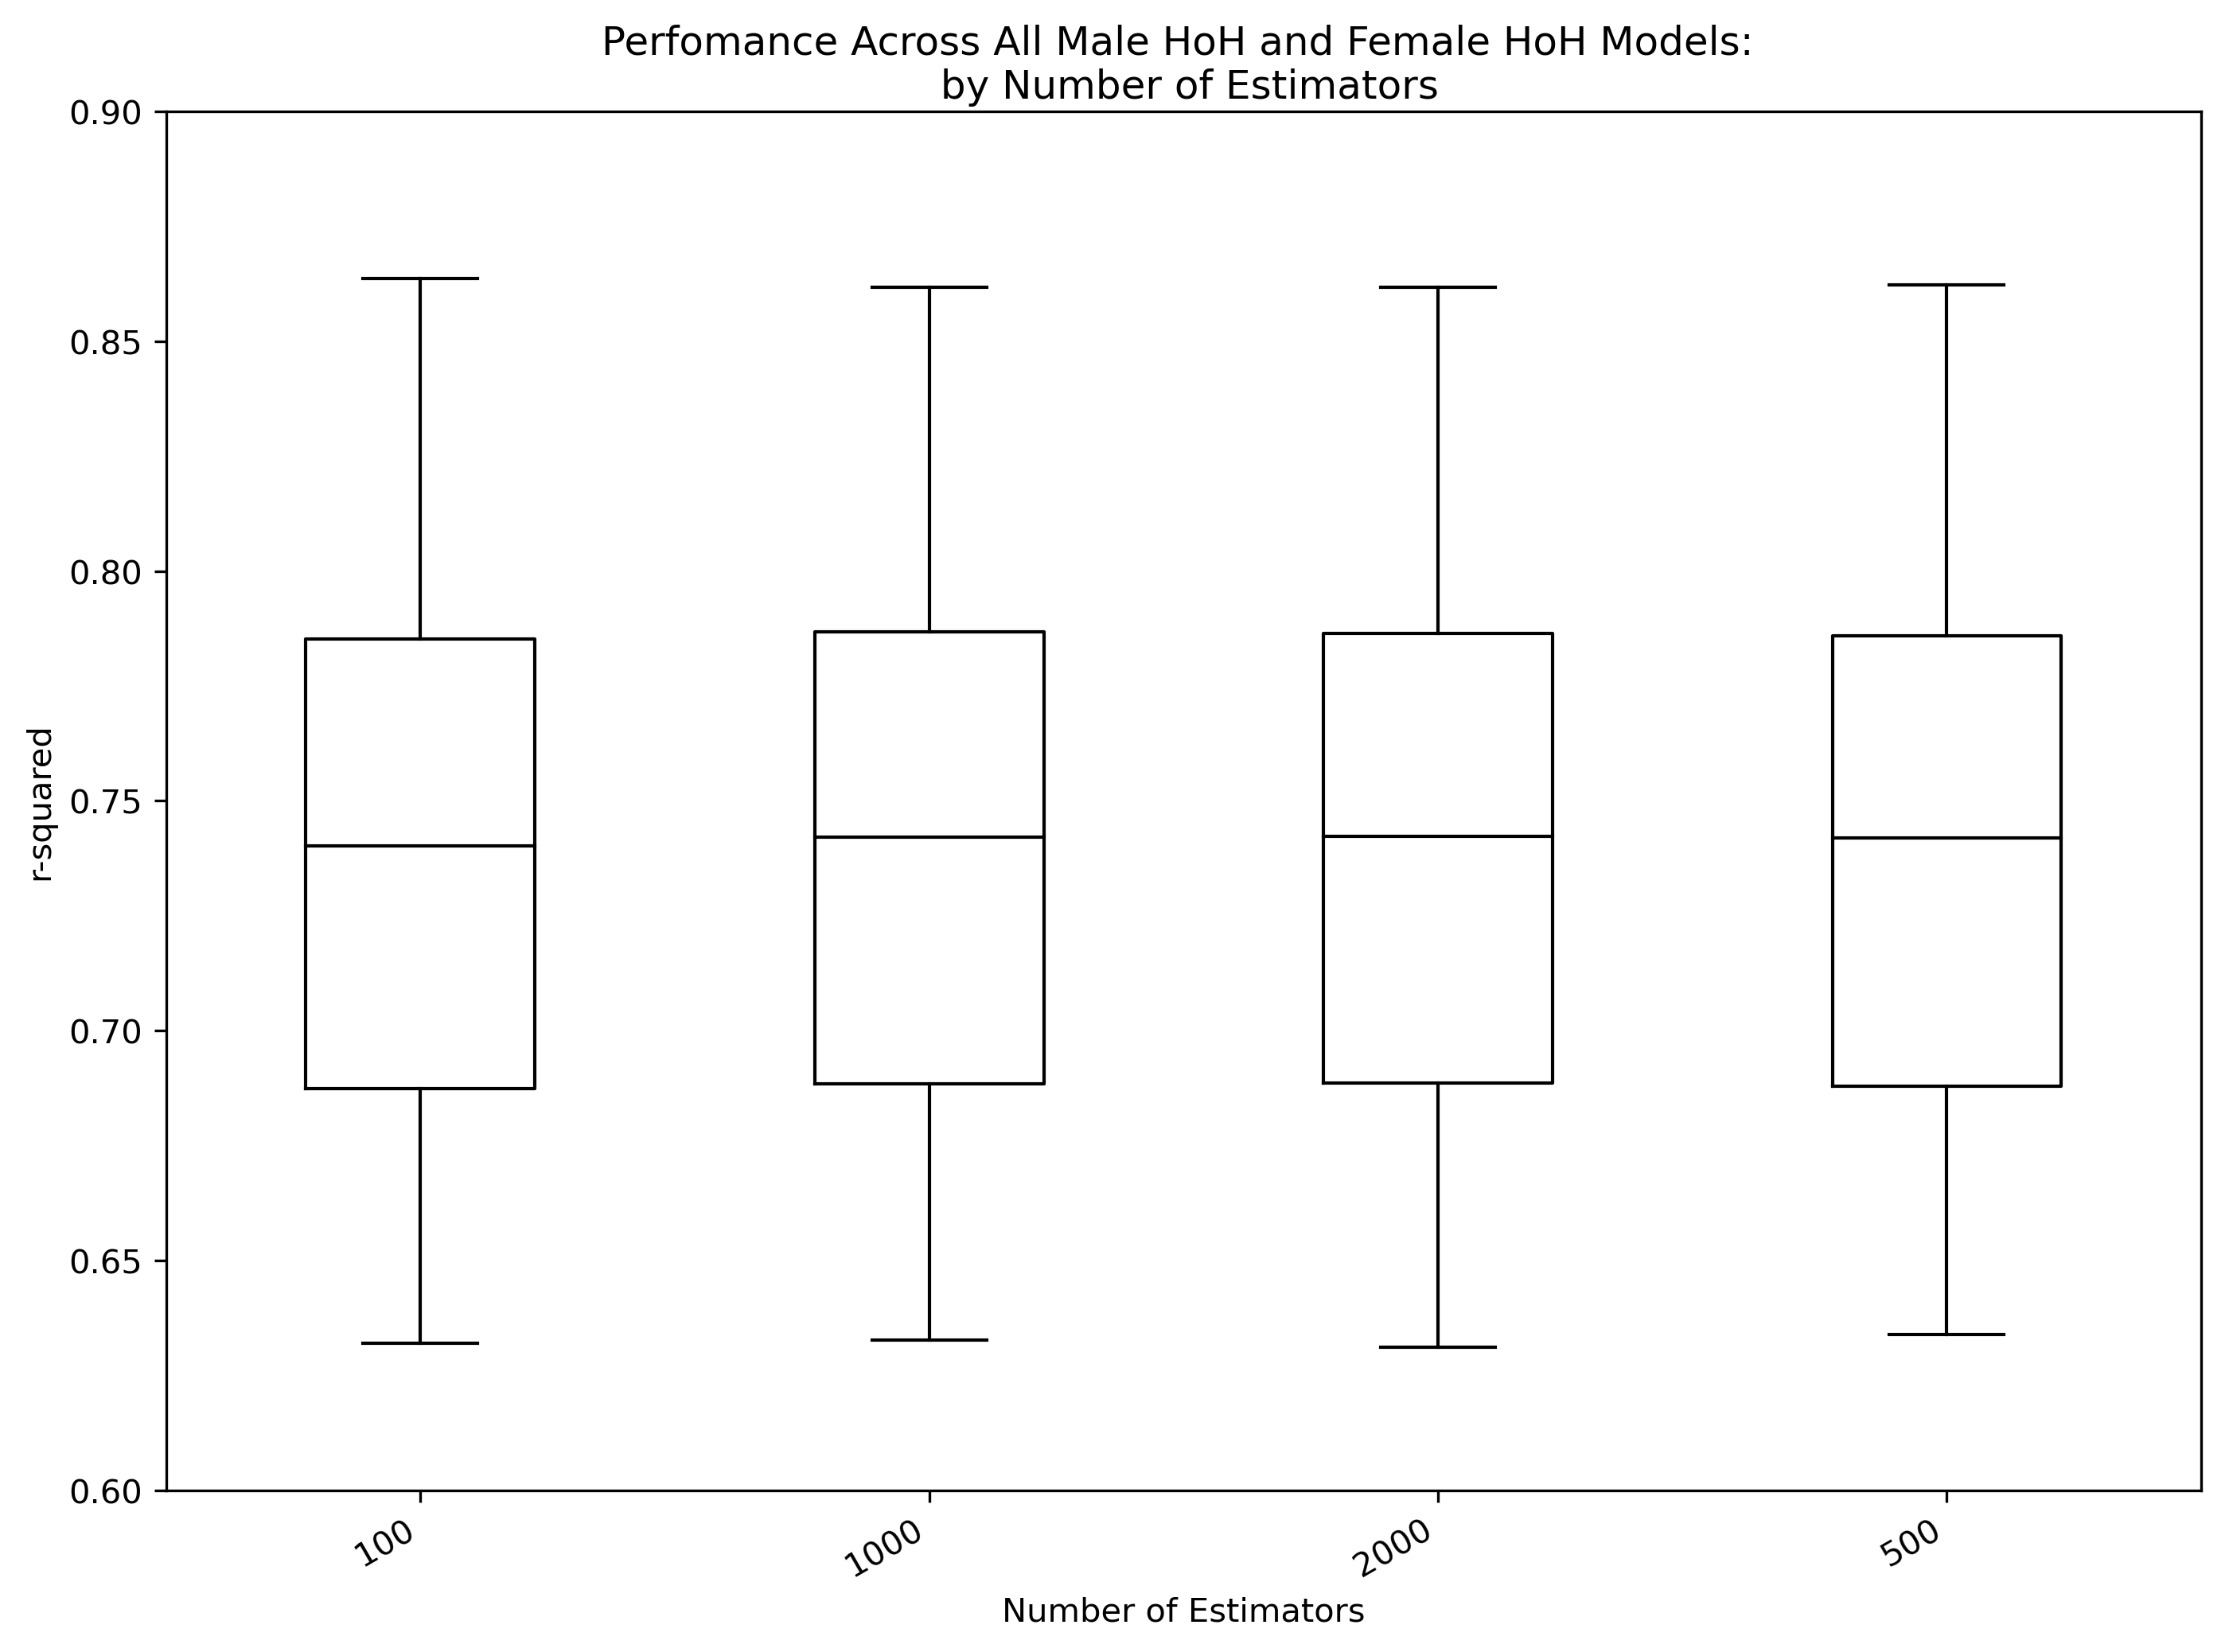 Perfomance Across All Male HoH and Female HoH Models:
by Number of Estimators
0.90
0.85
0.80
0.75
0.70
0.65
0.60
r-squared
100
1000
2000
500
Number of Estimators